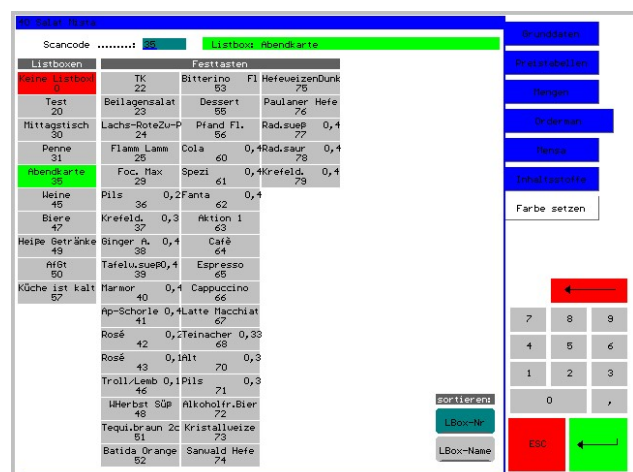 40 Salat Mista
Scancode .....: 35
Listbox: Abendkarte
Listboxen
Festtasten
Keine Listbox!
0
Test
20
Mittagstisch
30
Penne
31
Abendkarte
35
Weine
45
Biere
47
Heiße Getränke
49
AfGt
50
Küche ist kalt
57
TK
22
Beilagensalat
23
Lachs-RoteZu-P
24
Flamm Lamm
25
Foc. Max
29
Pils 0,2
36
Krefeld. 0,3
37
Ginger A. 0,4
38
Tafelw.sueß0,4
39
Marmor 0,4
40
Ap-Schorle 0,4
41
Rosé 0,2
42
Rosé 0,1
43
Troll/Lemb 0,1
46
WHerbst Süß
48
Tequi.braun 2c
51
Batida Orange
52
Bitterino Fl
53
Dessert
55
Pfand Fl.
56
Cola 0,4
60
Spezi 0,4
61
Fanta 0,4
62
Aktion 1
63
Cafè
64
Espresso
65
Cappuccino
66
Latte Macchiat
67
Teinacher 0,33
68
Alt 0,3
70
Pils 0,3
71
Alkoholfr.Bier
72
Kristallweize
73
Sanwald Hefe
74
HefeweizenDunk
75
Paulaner Hefe
76
Rad.sueß 0,4
77
Rad.saur 0,4
78
Krefeld. 0,4
79
sortieren:
LBox-Nr
LBox-Name
Grunddaten
Preistabellen
Mengen
Orderman
Mensa
Inhaltsstoffe
Farbe setzen
7 8 9
4 5 6
1 2 3
0 ,
ESC